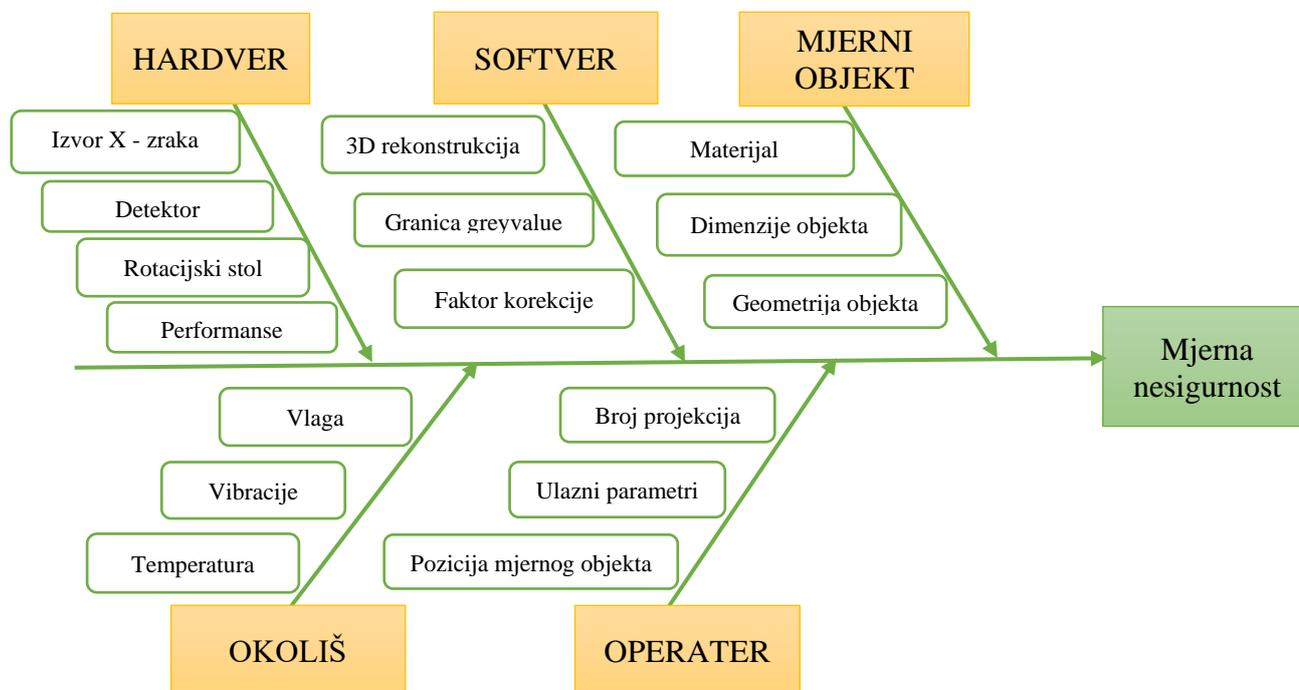 HARDVER
SOFTVER
MJERNI
OBJEKT
Izvor X - zraka
Detektor
Rotacijski stol
Performanse
3D rekonstrukcija
Granica greyvalue
Faktor korekcije
Materijal
Dimenzije objekta
Geometrija objekta
Mjerna
nesigurnost
Vlaga
Vibracije
Temperatura
Broj projekcija
Ulazni parametri
Pozicija mjernog objekta
OKOLIŠ
OPERATER